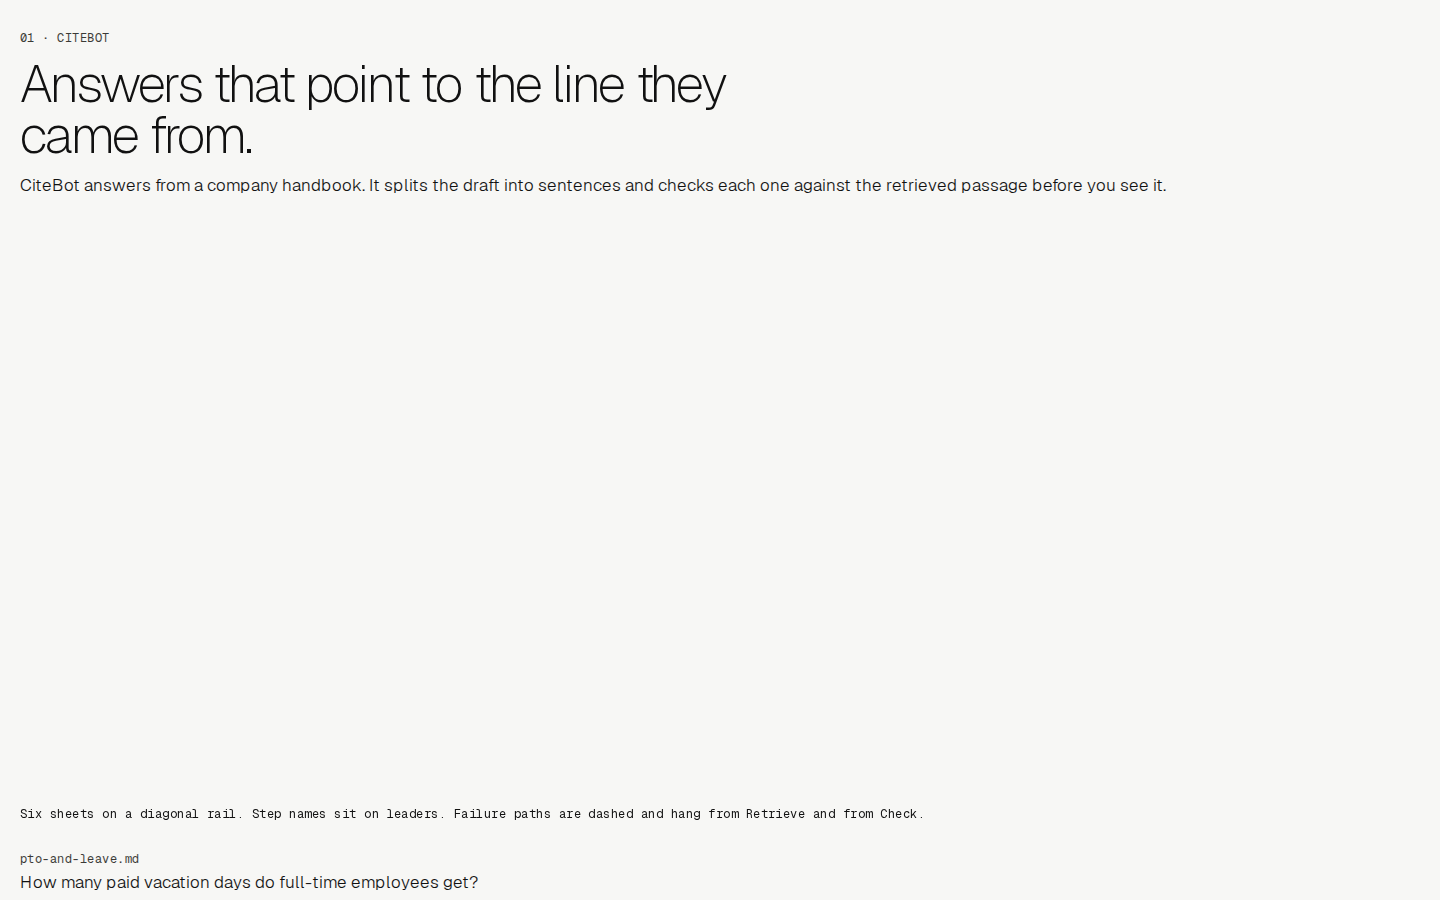 01 · CITEBOT
Answers that point to the line they
came from.
CiteBot answers from a company handbook. It splits the draft into sentences and checks each one against the retrieved passage before you see it.
Six sheets on a diagonal rail. Step names sit on leaders. Failure paths are dashed and hang from Retrieve and from Check.
pto-and-leave.md
How many paid vacation days do full-time employees get?